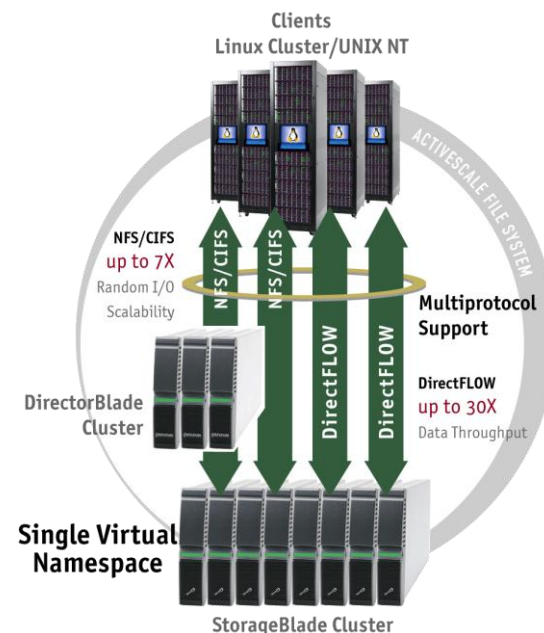 Clients
Linux Cluster/UNIX NT
ACTIVESCALE FILE SYSTEM
NFS/CIFS
up to 7X
Random I/O
Scalability
NFS/CIFS
NFS/CIFS
Multiprotocol
Support
DirectorBlade
Cluster
DirectFLOW
DirectFLOW
DirectFLOW
up to 30X
Data Throughput
Single Virtual
Namespace
StorageBlade Cluster